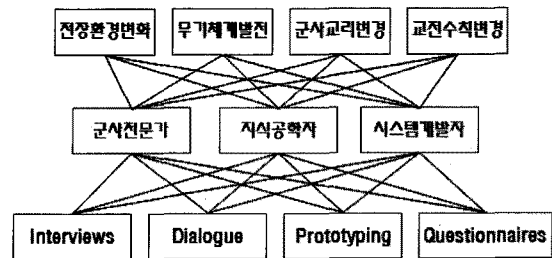 전장환경변화 무기체계발전 군사교리변경 교전수칙변경
군사전문가 지식공학자 시스템개발자
Interviews Dialogue Prototyping Questionnaires